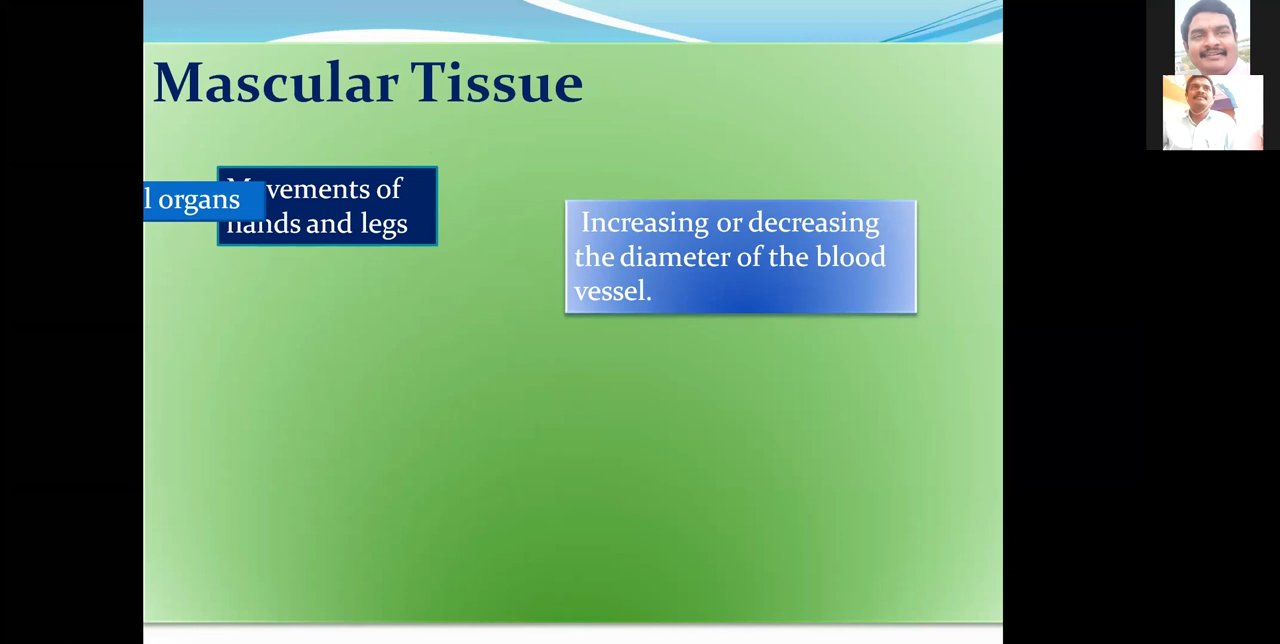 Mascular Tissue
l organs
vements of
hands and legs
Increasing or decreasing
the diameter of the blood
vessel.